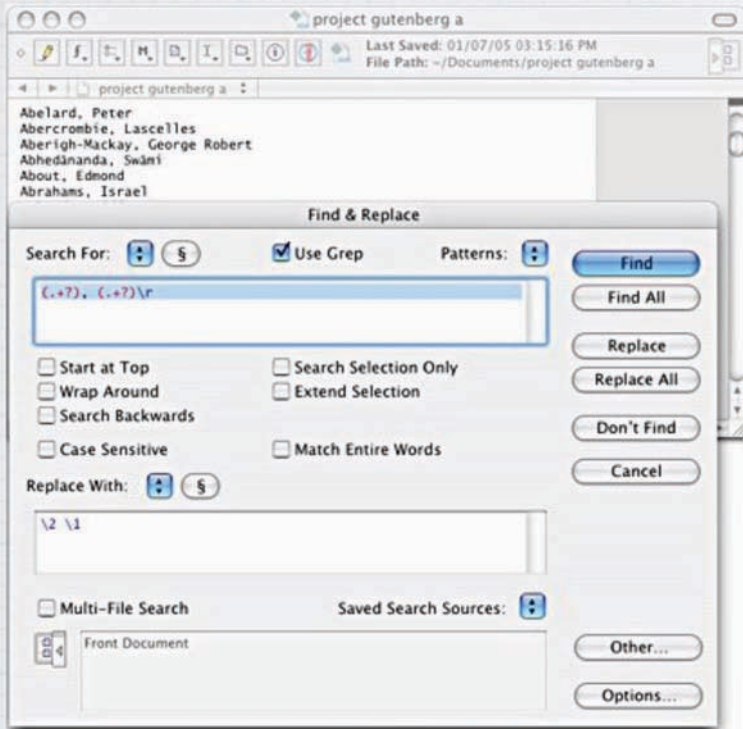 project gutenberg a
Last Saved: 01/07/05 03:15:16 PM
File Path: ~/Documents/project gutenberg a
project gutenberg a
Abelard, Peter
Abercrombie, Lascelles
Aberigh-Mackay, George Robert
Abhedânanda, Swâmi
About, Edmond
Abrahams, Israel
Find & Replace
Search For: § Use Grep Patterns:
(.+?), (.+?)\r
Find
Find All
Replace
Replace All
Don't Find
Cancel
Start at Top Search Selection Only
Wrap Around Extend Selection
Search Backwards
Case Sensitive Match Entire Words
Replace With: §
\2 \1
Multi-File Search Saved Search Sources:
Front Document
Other...
Options...